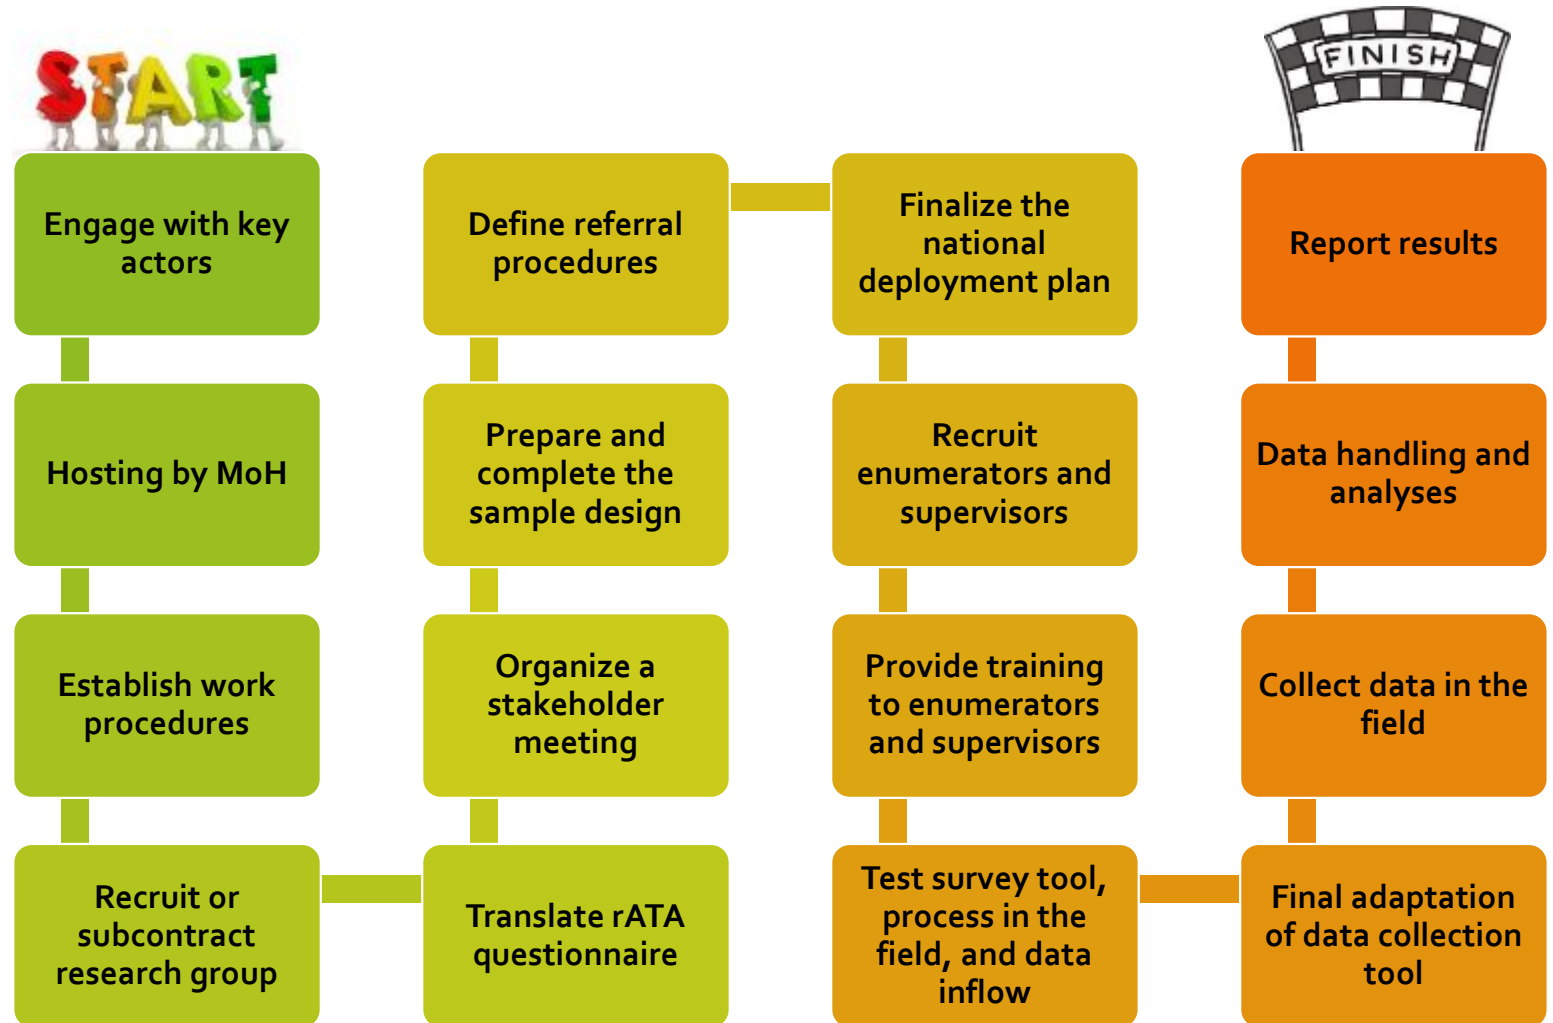 START
Engage with key
actors
Hosting by MoH
Establish work
procedures
Recruit or
subcontract
research group
Translate rATA
questionnaire
Organize a
stakeholder
meeting
Prepare and
complete the
sample design
Define referral
procedures
Finalize the
national
deployment plan
Recruit
enumerators and
supervisors
Provide training
to enumerators
and supervisors
Test survey tool,
process in the
field, and data
inflow
Final adaptation
of data collection
tool
Collect data in the
field
Data handling and
analyses
Report results
FINISH